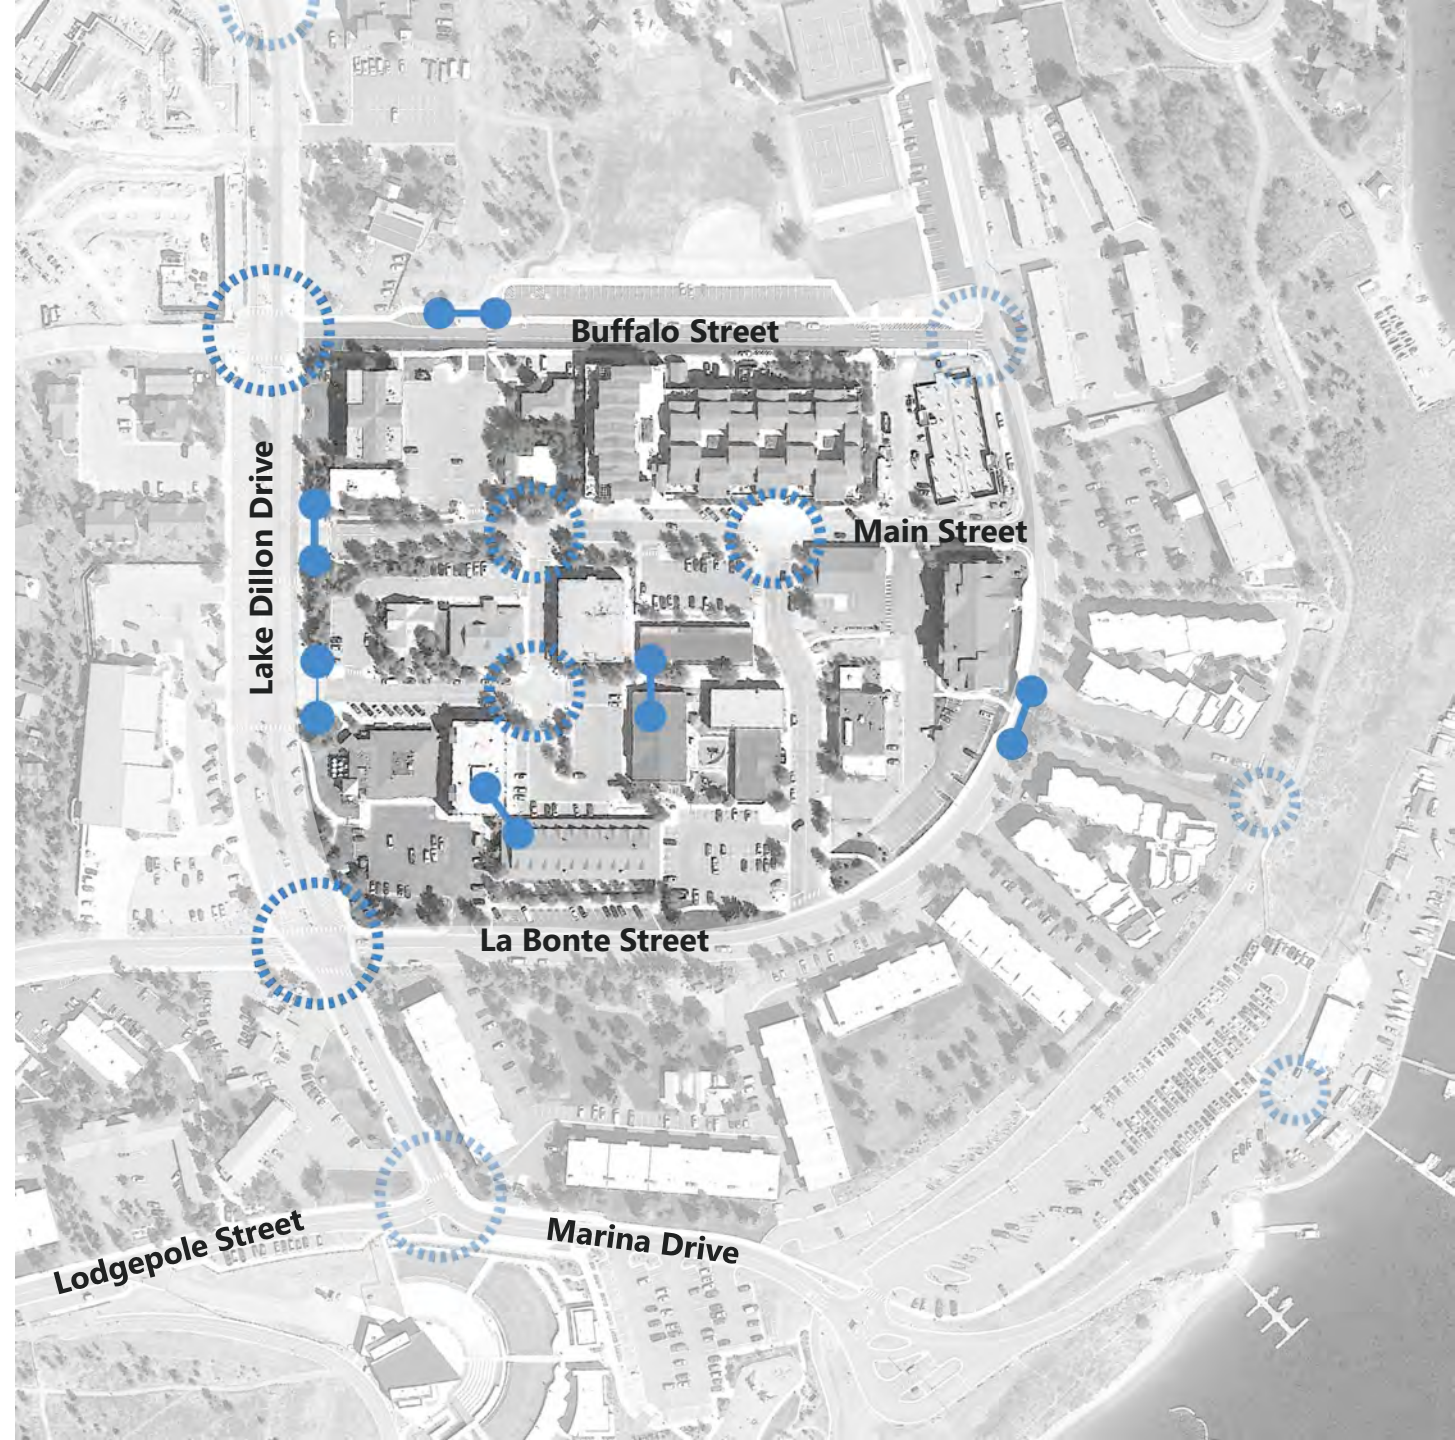 Buffalo Street
Lake Dillon Drive
Main Street
La Bonte Street
Lodgepole Street
Marina Drive